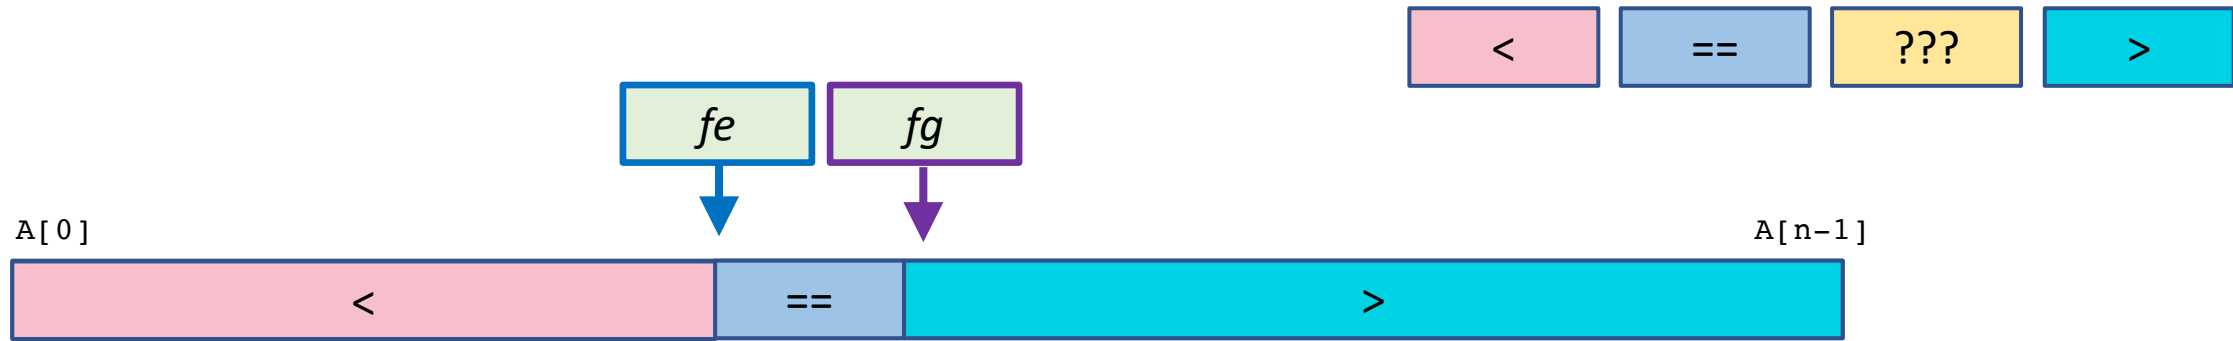 < == ??? >
fe fg
A[0] A[n-1]
< == >